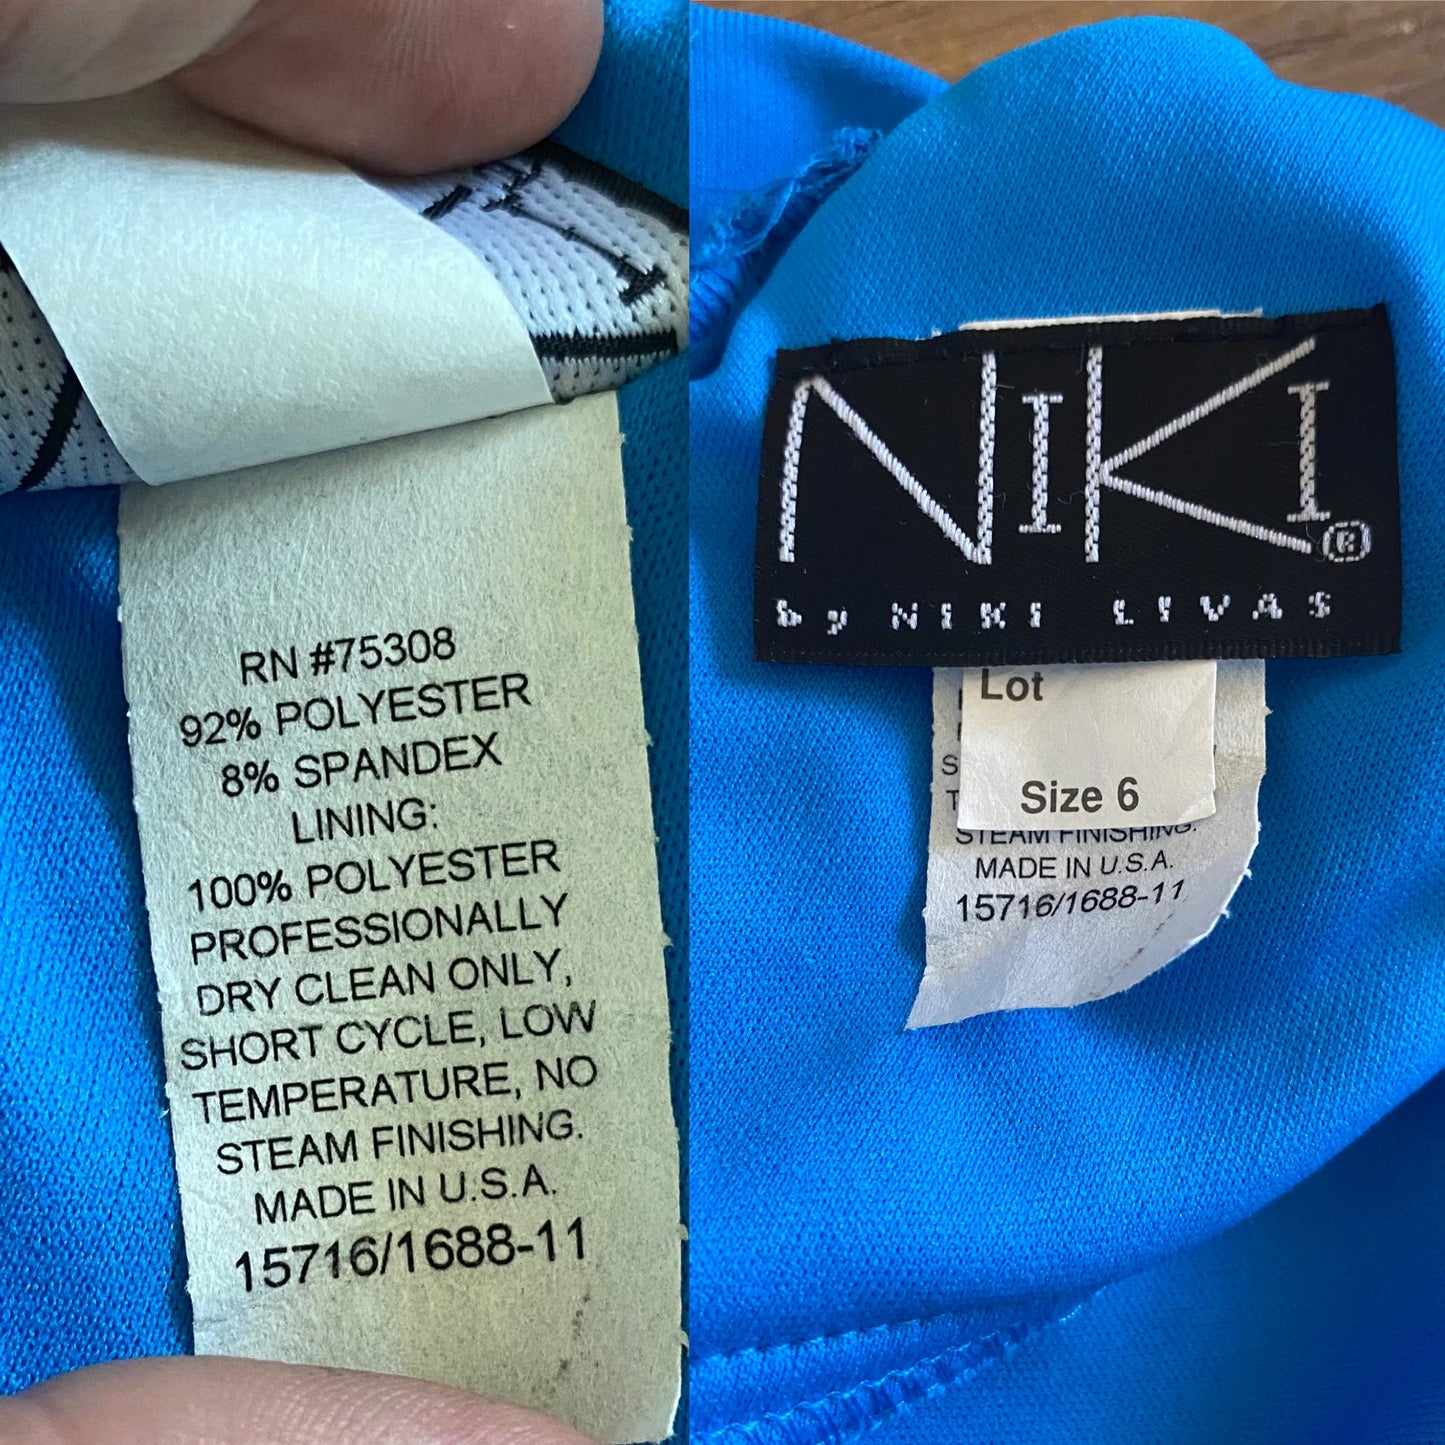 RN #75308
92% POLYESTER
8% SPANDEX
LINING:
100% POLYESTER
PROFESSIONALLY
DRY CLEAN ONLY,
SHORT CYCLE, LOW
TEMPERATURE, NO
STEAM FINISHING.
MADE IN U.S.A.
15716/1688-11
NIKI®
by NIKI LIVAS
Lot
Size 6
STEAM FINISHING.
MADE IN U.S.A.
15716/1688-11